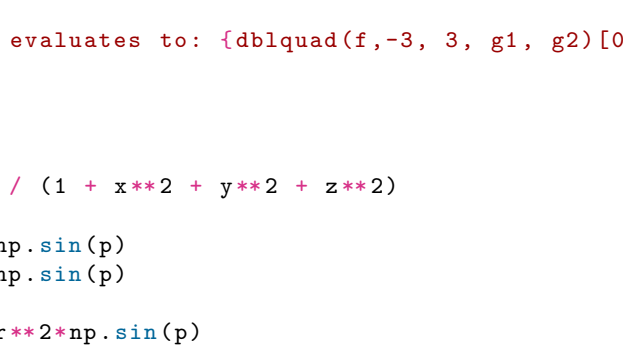 evaluates to: {dblquad(f,-3, 3, g1, g2)[0
/ (1 + x**2 + y**2 + z**2)
np.sin(p)
np.sin(p)
r**2*np.sin(p)